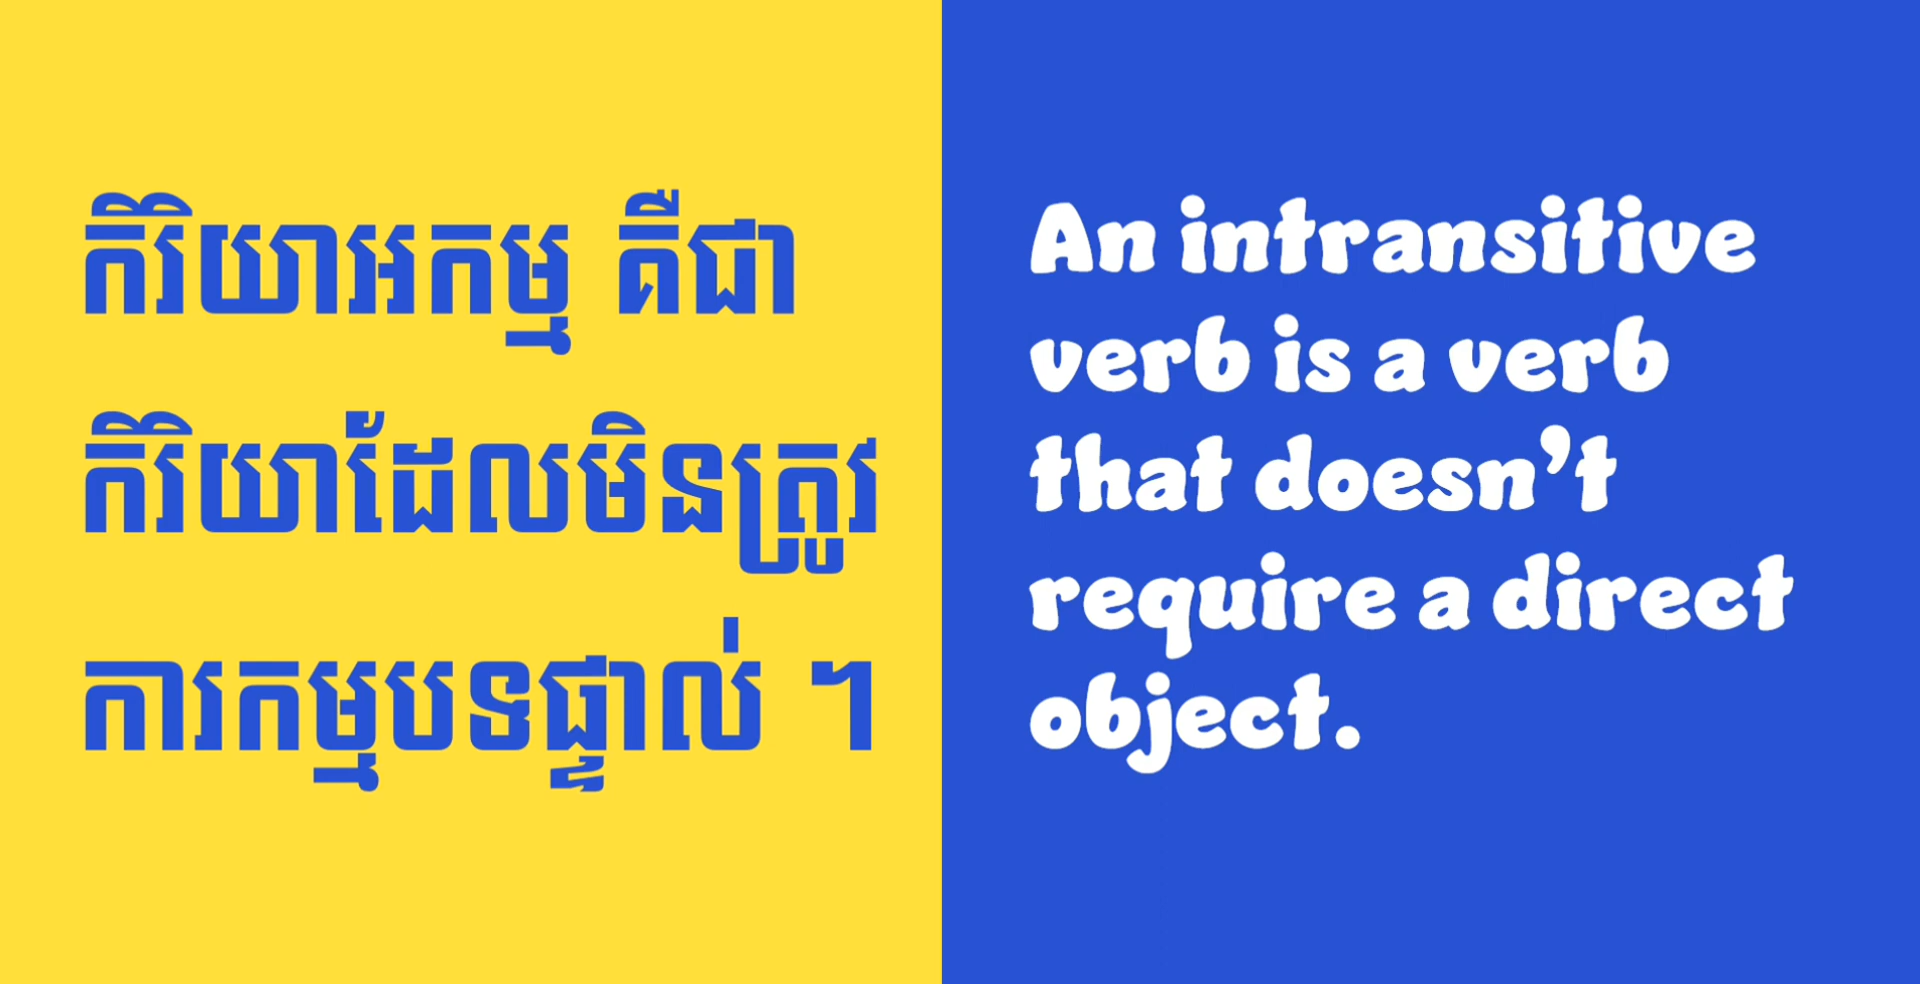 កិរិយាអកម្ម គឺជា
កិរិយាដែលមិនត្រូវ
ការកម្មបទផ្ទាល់ ។
An intransitive
verb is a verb
that doesn’t
require a direct
object.